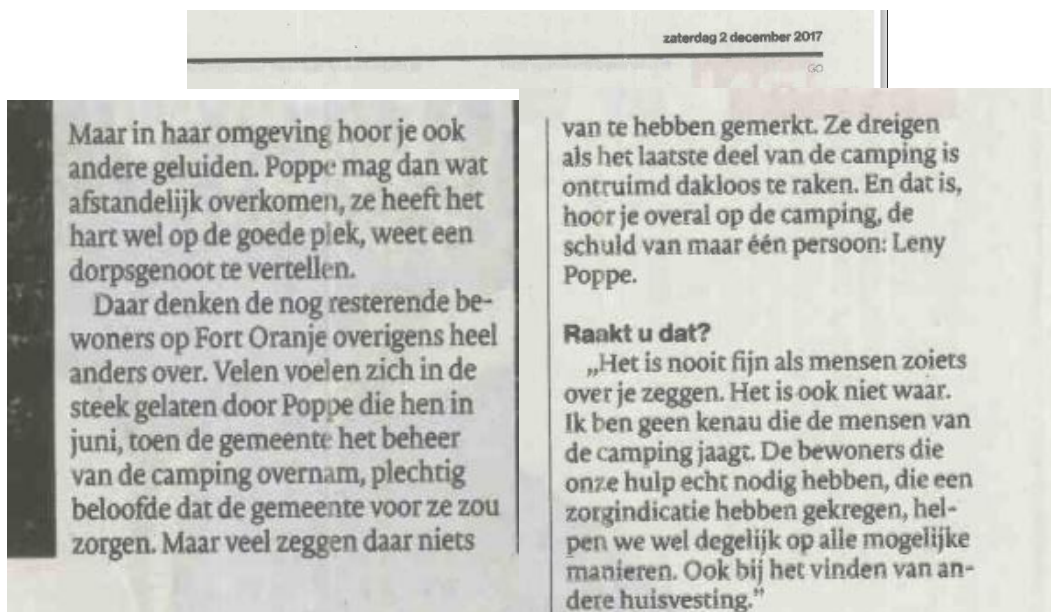 zaterdag 2 december 2017
GO
Maar in haar omgeving hoor je ook
andere geluiden. Poppe mag dan wat
afstandelijk overkomen, ze heeft het
hart wel op de goede plek, weet een
dorpsgenoot te vertellen.
Daar denken de nog resterende be-
woners op Fort Oranje overigens heel
anders over. Velen voelen zich in de
steek gelaten door Poppe die hen in
juni, toen de gemeente het beheer
van de camping overnam, plechtig
beloofde dat de gemeente voor ze zou
zorgen. Maar veel zeggen daar niets
van te hebben gemerkt. Ze dreigen
als het laatste deel van de camping is
ontruimd dakloos te raken. En dat is,
hoor je overal op de camping, de
schuld van maar één persoon: Leny
Poppe.
Raakt u dat?
„Het is nooit fijn als mensen zoiets
over je zeggen. Het is ook niet waar.
Ik ben geen kenau die de mensen van
de camping jaagt. De bewoners die
onze hulp echt nodig hebben, die een
zorgindicatie hebben gekregen, hel-
pen we wel degelijk op alle mogelijke
manieren. Ook bij het vinden van an-
dere huisvesting.”